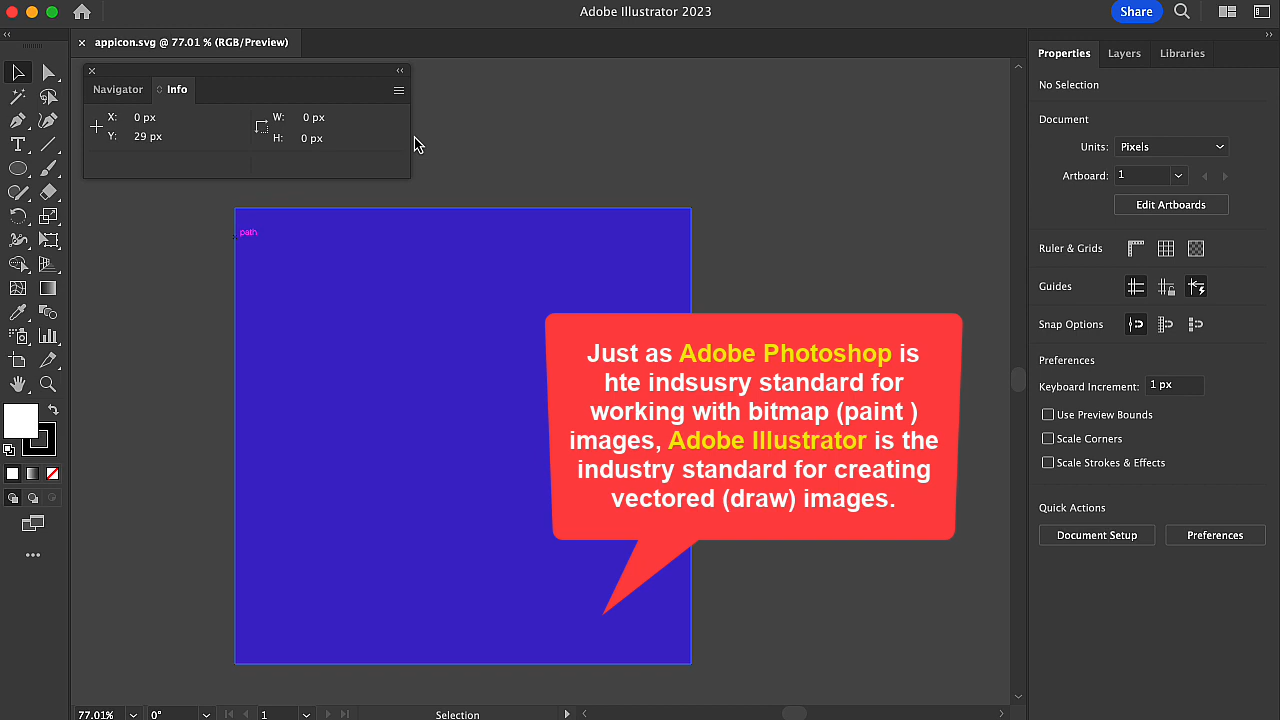 Adobe Illustrator 2023
Share
appicon.svg @ 77.01 % (RGB/Preview)
Navigator
Info
X: 0 px
Y: 29 px
W: 0 px
H: 0 px
path
Just as Adobe Photoshop is
hte indsusry standard for
working with bitmap (paint )
images, Adobe Illustrator is the
industry standard for creating
vectored (draw) images.
77.01%
0°
1
Selection
Properties
Layers
Libraries
No Selection
Document
Units: Pixels
Artboard: 1
Edit Artboards
Ruler & Grids
Guides
Snap Options
Preferences
Keyboard Increment: 1 px
Use Preview Bounds
Scale Corners
Scale Strokes & Effects
Quick Actions
Document Setup
Preferences